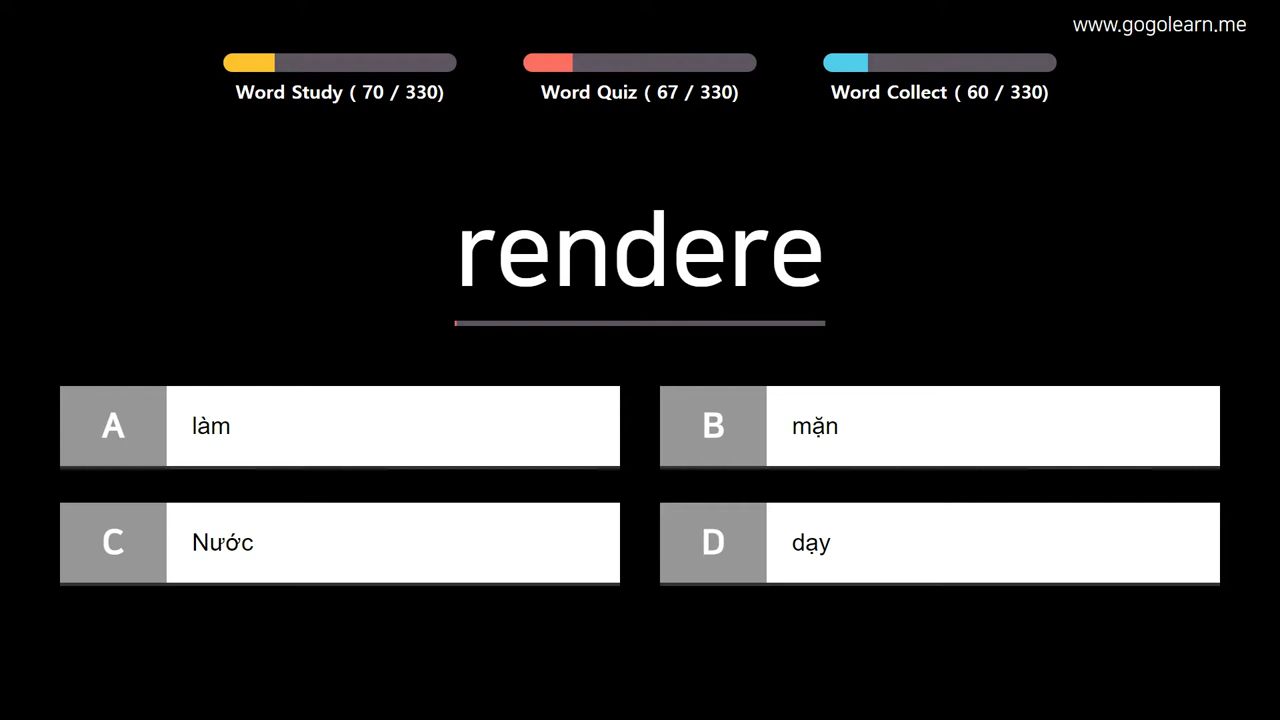 www.gogolearn.me
Word Study ( 70 / 330)
Word Quiz ( 67 / 330)
Word Collect ( 60 / 330)
rendere
A làm
B mặn
C Nước
D dạy